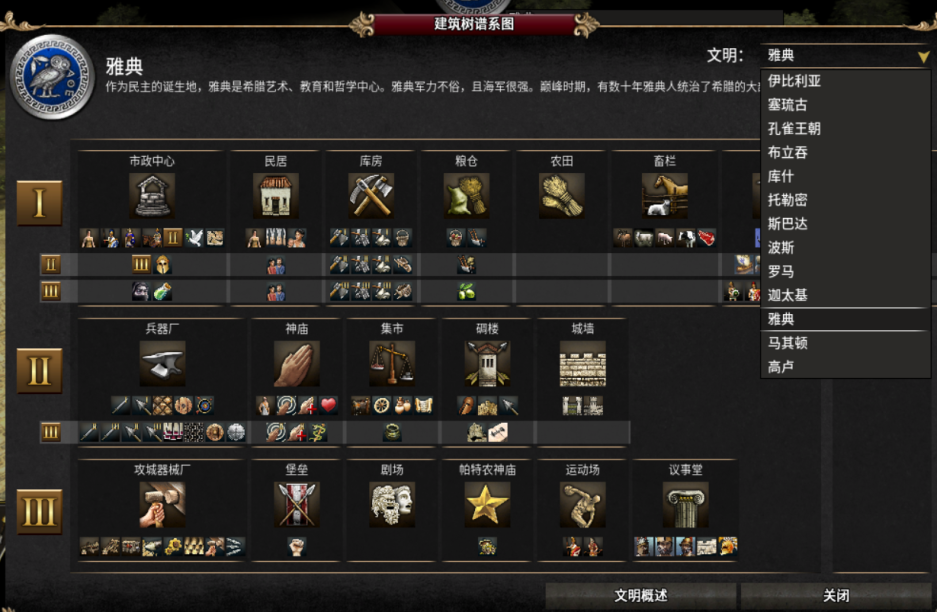 建筑树谱系图
文明：
雅典
雅典
作为民主的诞生地，雅典是希腊艺术、教育和哲学中心。雅典军力不俗，且海军很强。巅峰时期，有数十年雅典人统治了希腊的大
伊比利亚
塞琉古
孔雀王朝
布立吞
库什
托勒密
斯巴达
波斯
罗马
迦太基
雅典
马其顿
高卢
I
市政中心 民居 库房 粮仓 农田 畜栏
II
II
III
III
II
兵器厂 神庙 集市 碉楼 城墙
III
III
攻城器械厂 堡垒 剧场 帕特农神庙 运动场 议事堂
文明概述 关闭